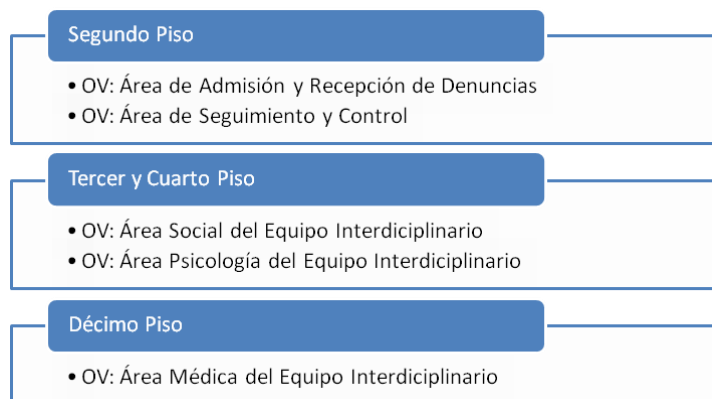 Segundo Piso
• OV: Área de Admisión y Recepción de Denuncias
• OV: Área de Seguimiento y Control
Tercer y Cuarto Piso
• OV: Área Social del Equipo Interdiciplinario
• OV: Área Psicología del Equipo Interdiciplinario
Décimo Piso
• OV: Área Médica del Equipo Interdiciplinario